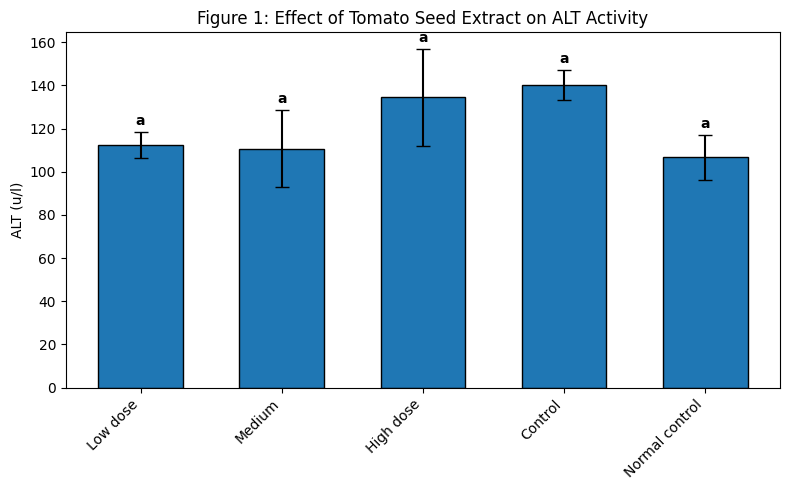 Figure 1: Effect of Tomato Seed Extract on ALT Activity
160
140
120
100
80
60
40
20
0
ALT (u/l)
a
a
a
a
a
Low dose
Medium
High dose
Control
Normal control